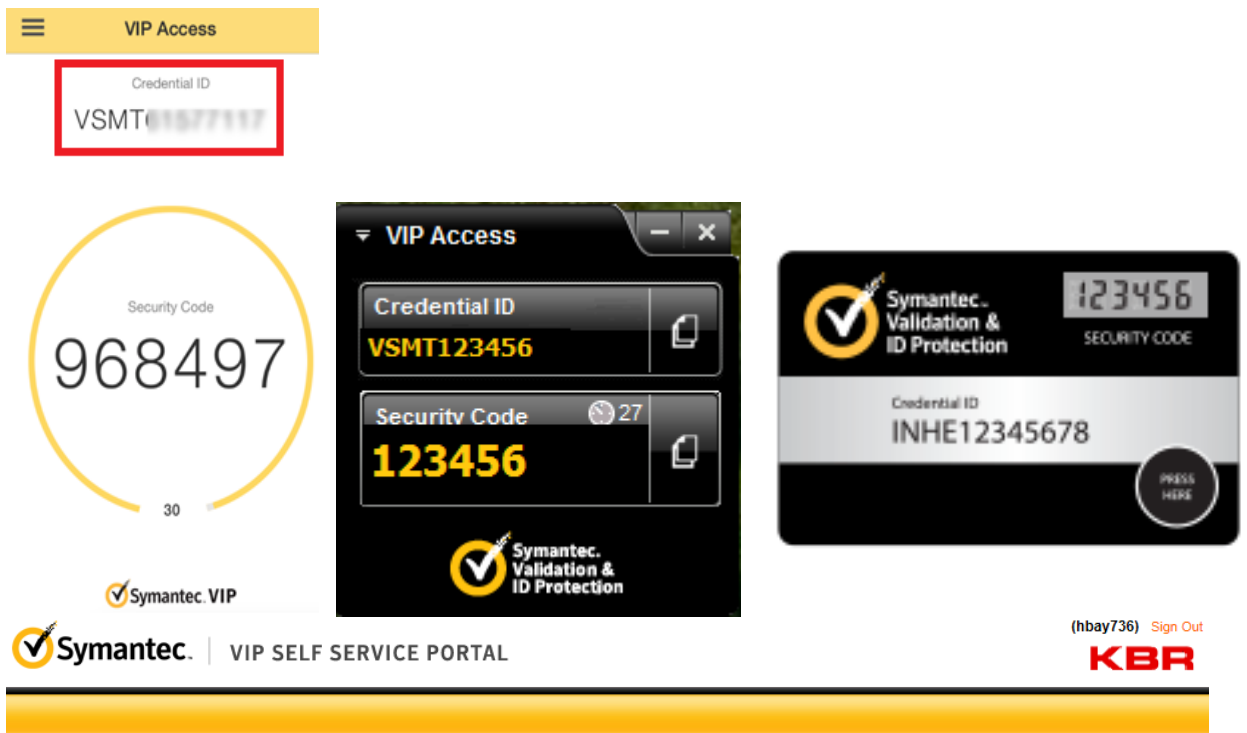 VIP Access
Credential ID
VSMT
Security Code
968497
30
Symantec. VIP
VIP Access
Credential ID
VSMT123456
Security Code 27
123456
Symantec.
Validation &
ID Protection
Symantec.
Validation &
ID Protection
123456
SECURITY CODE
Credential ID
INHE12345678
PRESS
HERE
Symantec. VIP SELF SERVICE PORTAL
(hbay736) Sign Out
KBR